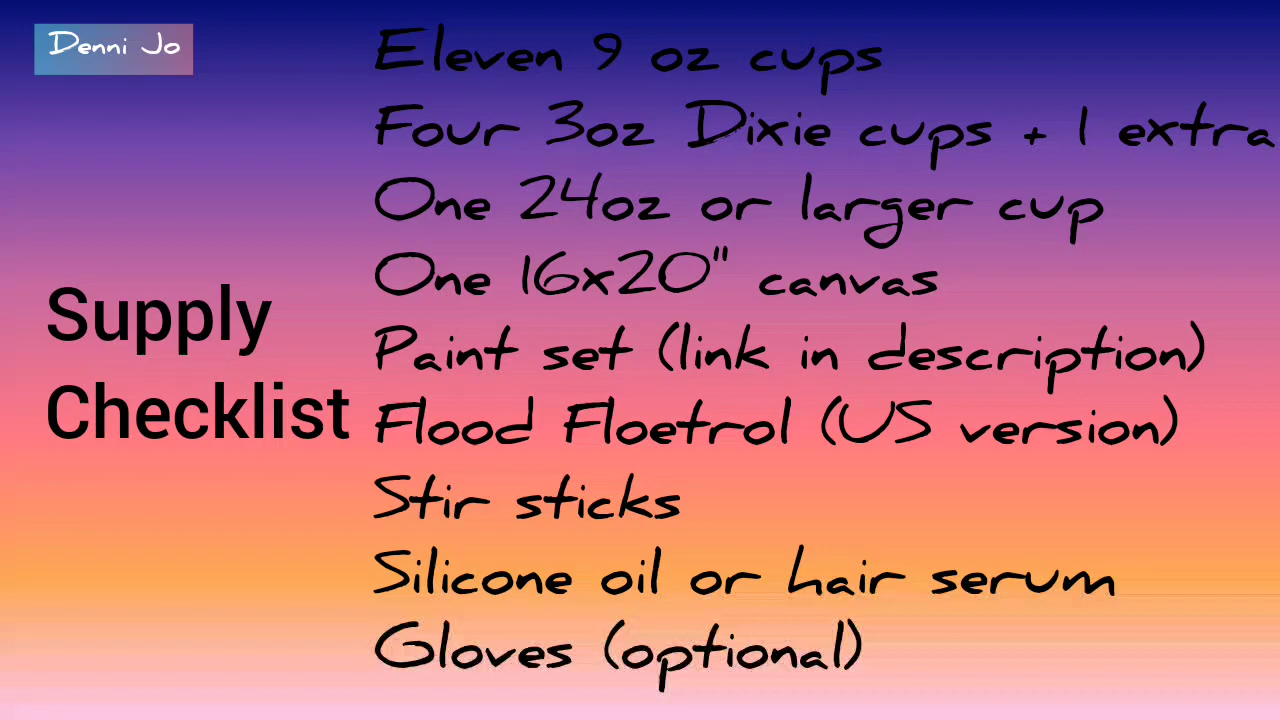 Denni Jo
Supply
Checklist
Eleven 9 oz cups
Four 3oz Dixie cups + 1 extra
One 24oz or larger cup
One 16x20" canvas
Paint set (link in description)
Flood Floetrol (US version)
Stir sticks
Silicone oil or hair serum
Gloves (optional)